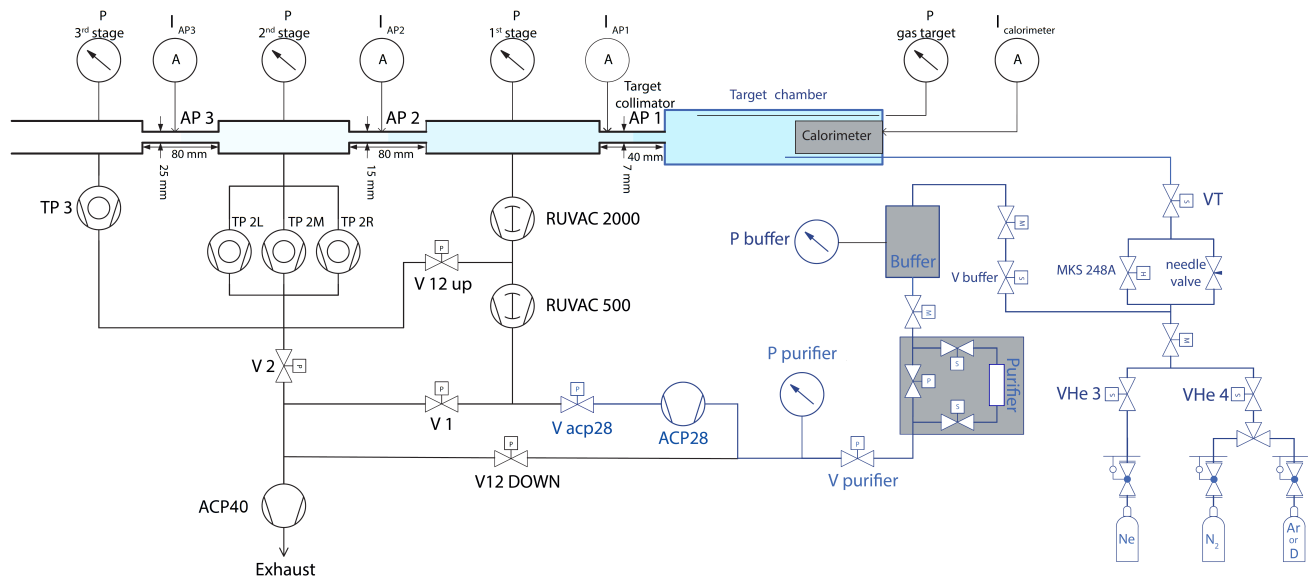 P
3rd stage
I AP3
P
2nd stage
I AP2
P
1st stage
I AP1
P
gas target
I calorimeter
A
A
A
A
Target
collimator
Target chamber
AP 3
AP 2
AP 1
Calorimeter
80 mm
80 mm
40 mm
25 mm
15 mm
7 mm
TP 3
TP 2L
TP 2M
TP 2R
RUVAC 2000
P
V 12 up
RUVAC 500
P buffer
Buffer
M
S
V buffer
S
VT
MKS 248A
H
needle
valve
M
M
V 2
P
P purifier
S
P
S
Purifier
VHe 3
S
VHe 4
S
P
V 1
P
V acp28
ACP28
P
V12 DOWN
P
V purifier
ACP40
Exhaust
Ne
N2
Ar
or
D